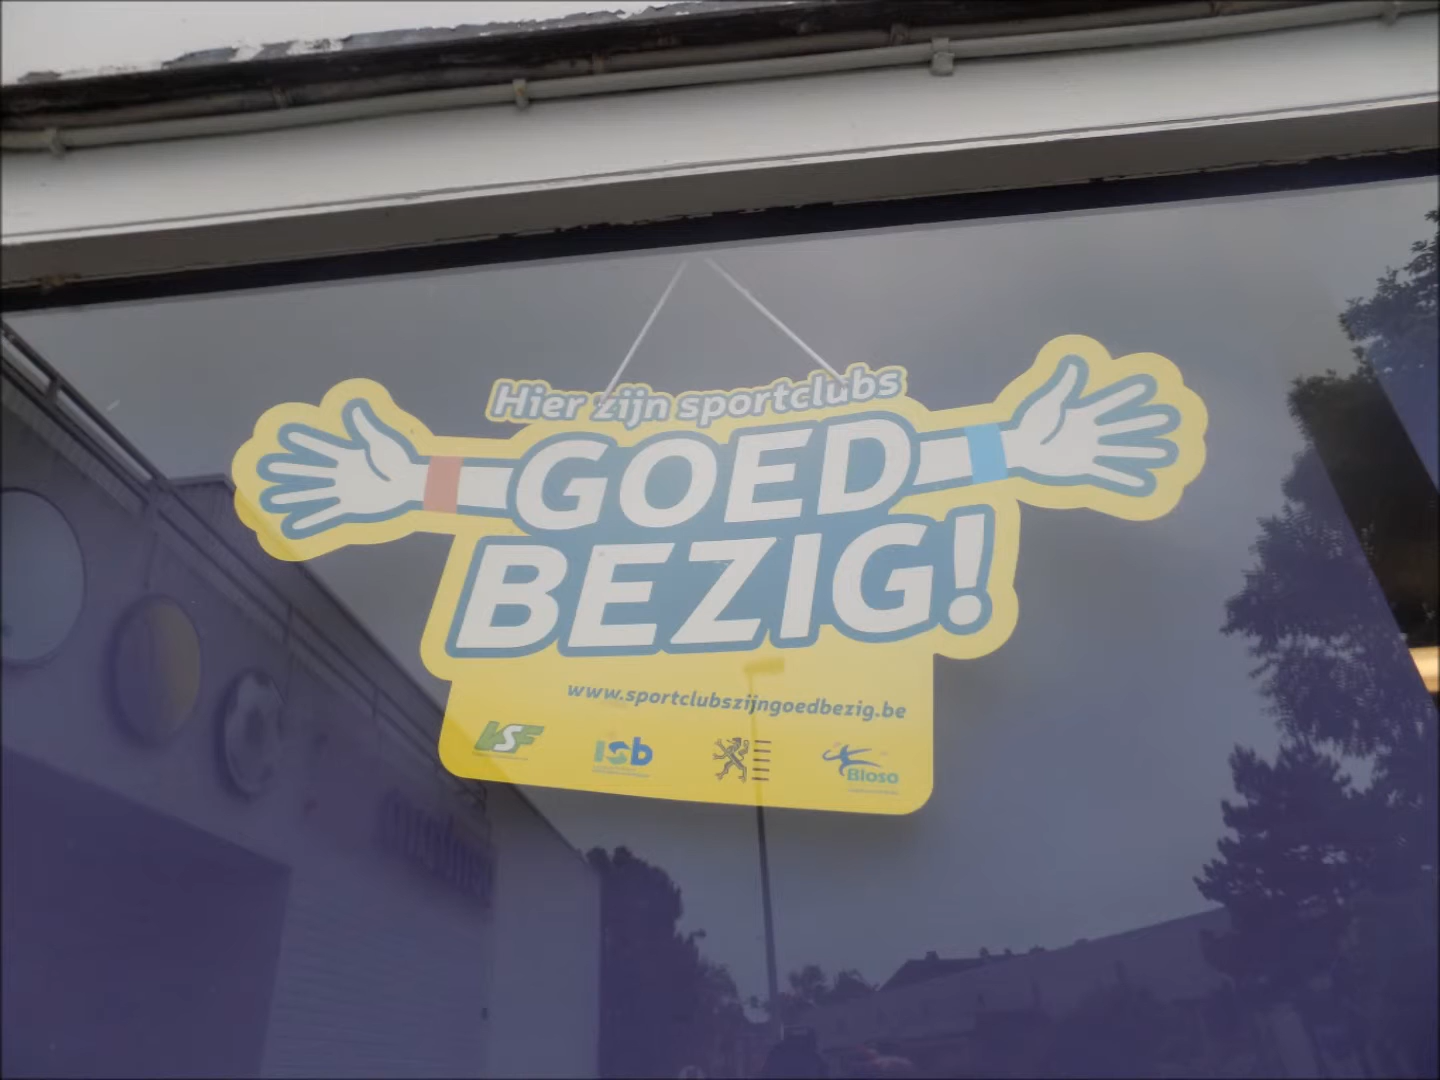 Hier zijn sportclubs
GOED
BEZIG!
www.sportclubszijngoedbezig.be
VSF
isb
Bloso